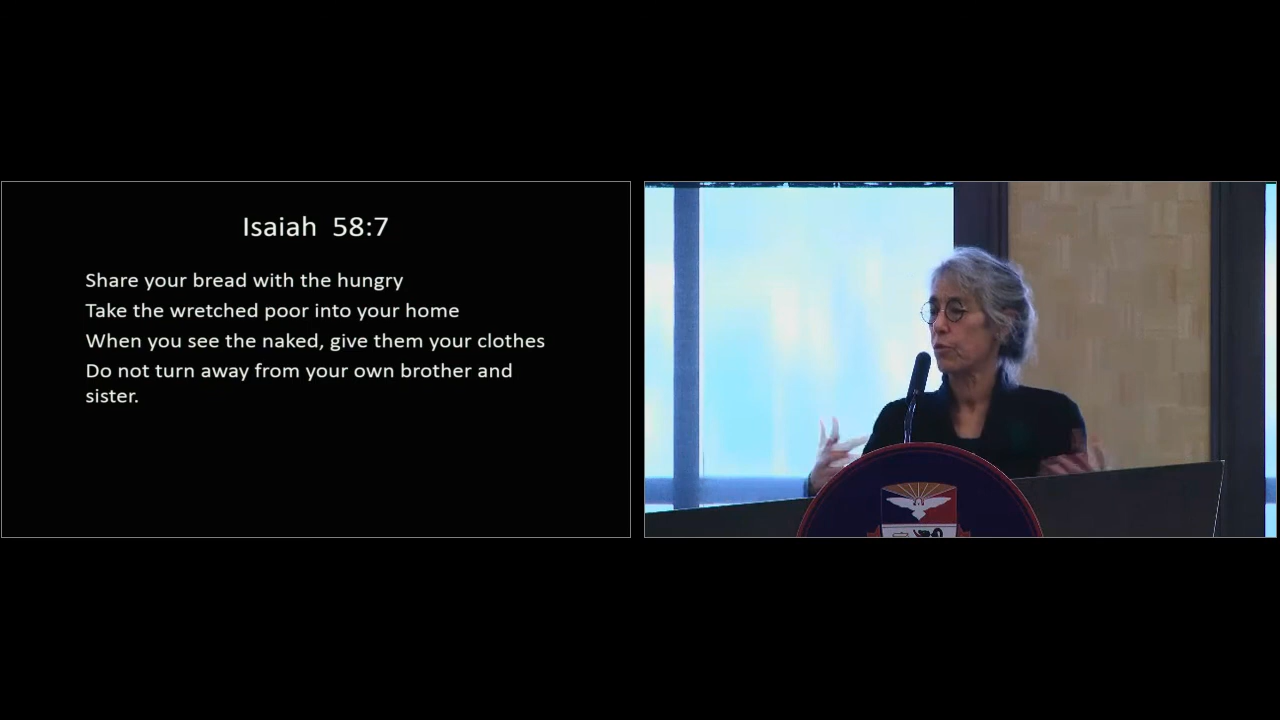 Isaiah 58:7
Share your bread with the hungry
Take the wretched poor into your home
When you see the naked, give them your clothes
Do not turn away from your own brother and
sister.